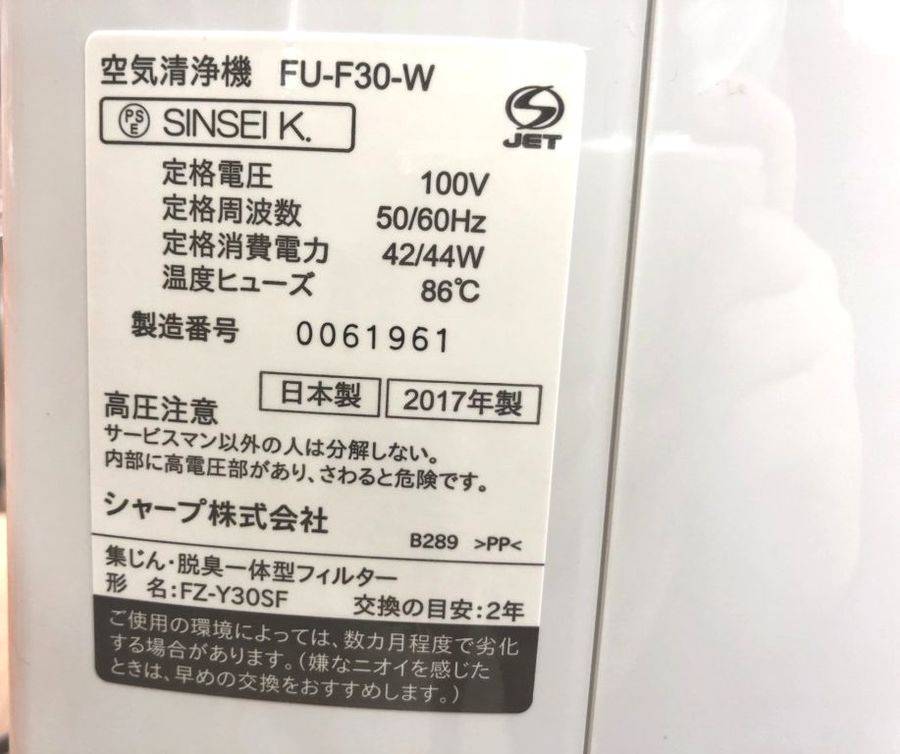 空気清浄機 FU-F30-W
PSE SINSEI K.
JET
定格電圧 100V
定格周波数 50/60Hz
定格消費電力 42/44W
温度ヒューズ 86℃
製造番号 0061961
日本製 2017年製
高圧注意
サービスマン以外の人は分解しない。
内部に高電圧部があり、さわると危険です。
シャープ株式会社
B289 >PP<
集じん・脱臭一体型フィルター
形 名:FZ-Y30SF 交換の目安:2年
ご使用の環境によっては、数カ月程度で劣化
する場合があります。(嫌なニオイを感じた
ときは、早めの交換をおすすめします。)